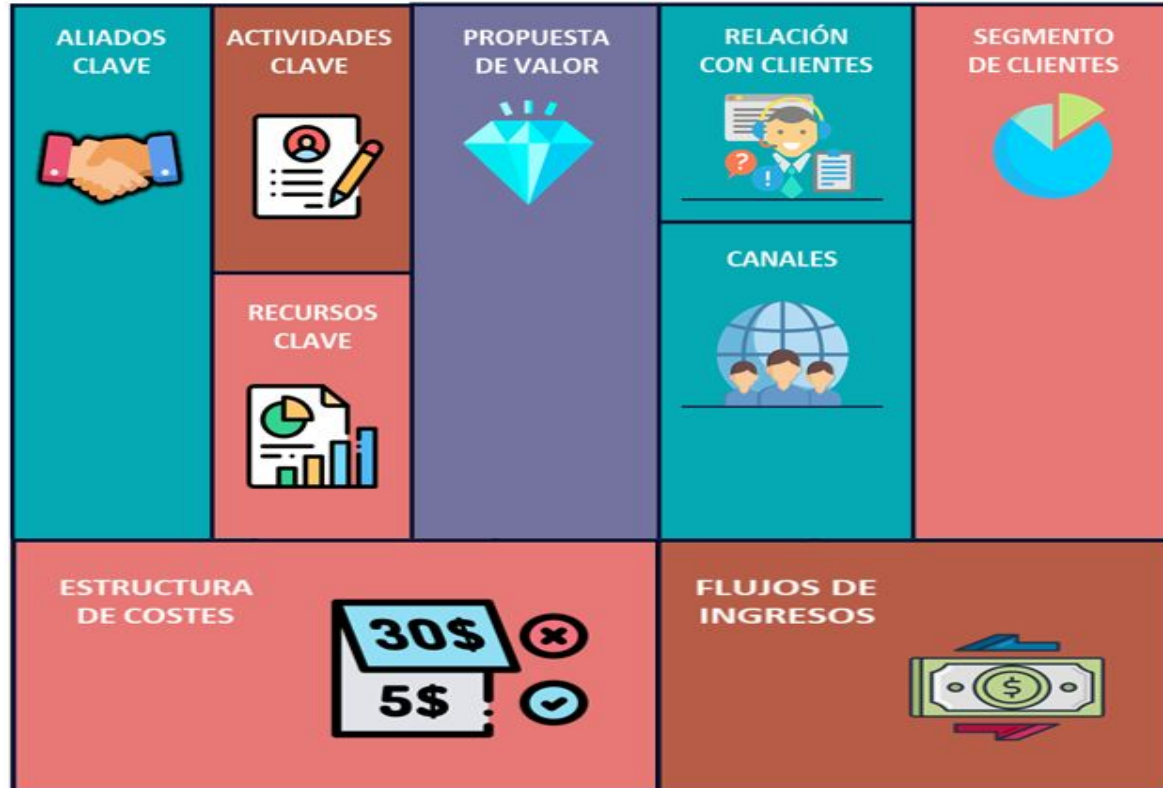 ALIADOS
CLAVE
ACTIVIDADES
CLAVE
RECURSOS
CLAVE
PROPUESTA
DE VALOR
RELACIÓN
CON CLIENTES
?
!
CANALES
SEGMENTO
DE CLIENTES
ESTRUCTURA
DE COSTES
30$
5$
FLUJOS DE
INGRESOS
$